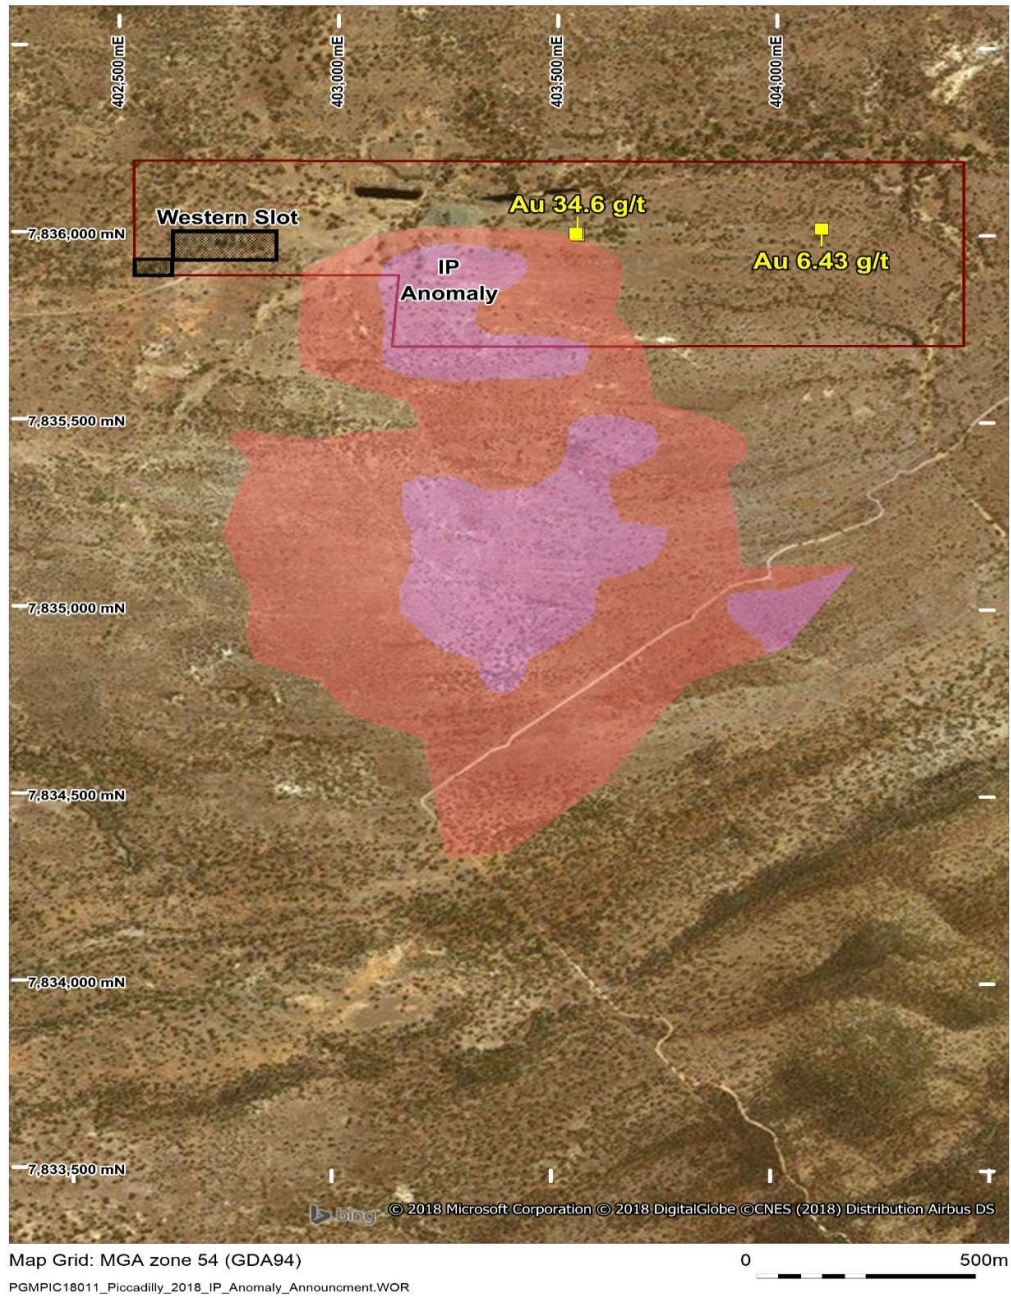 402,500 mE
403,000 mE
403,500 mE
404,000 mE
Au 34.6 g/t
Western Slot
7,836,000 mN
Au 6.43 g/t
IP
Anomaly
7,835,500 mN
7,835,000 mN
7,834,500 mN
7,834,000 mN
7,833,500 mN
bing © 2018 Microsoft Corporation © 2018 DigitalGlobe ©CNES (2018) Distribution Airbus DS
Map Grid: MGA zone 54 (GDA94)
0 500m
PGMPIC18011_Piccadilly_2018_IP_Anomaly_Announcment.WOR